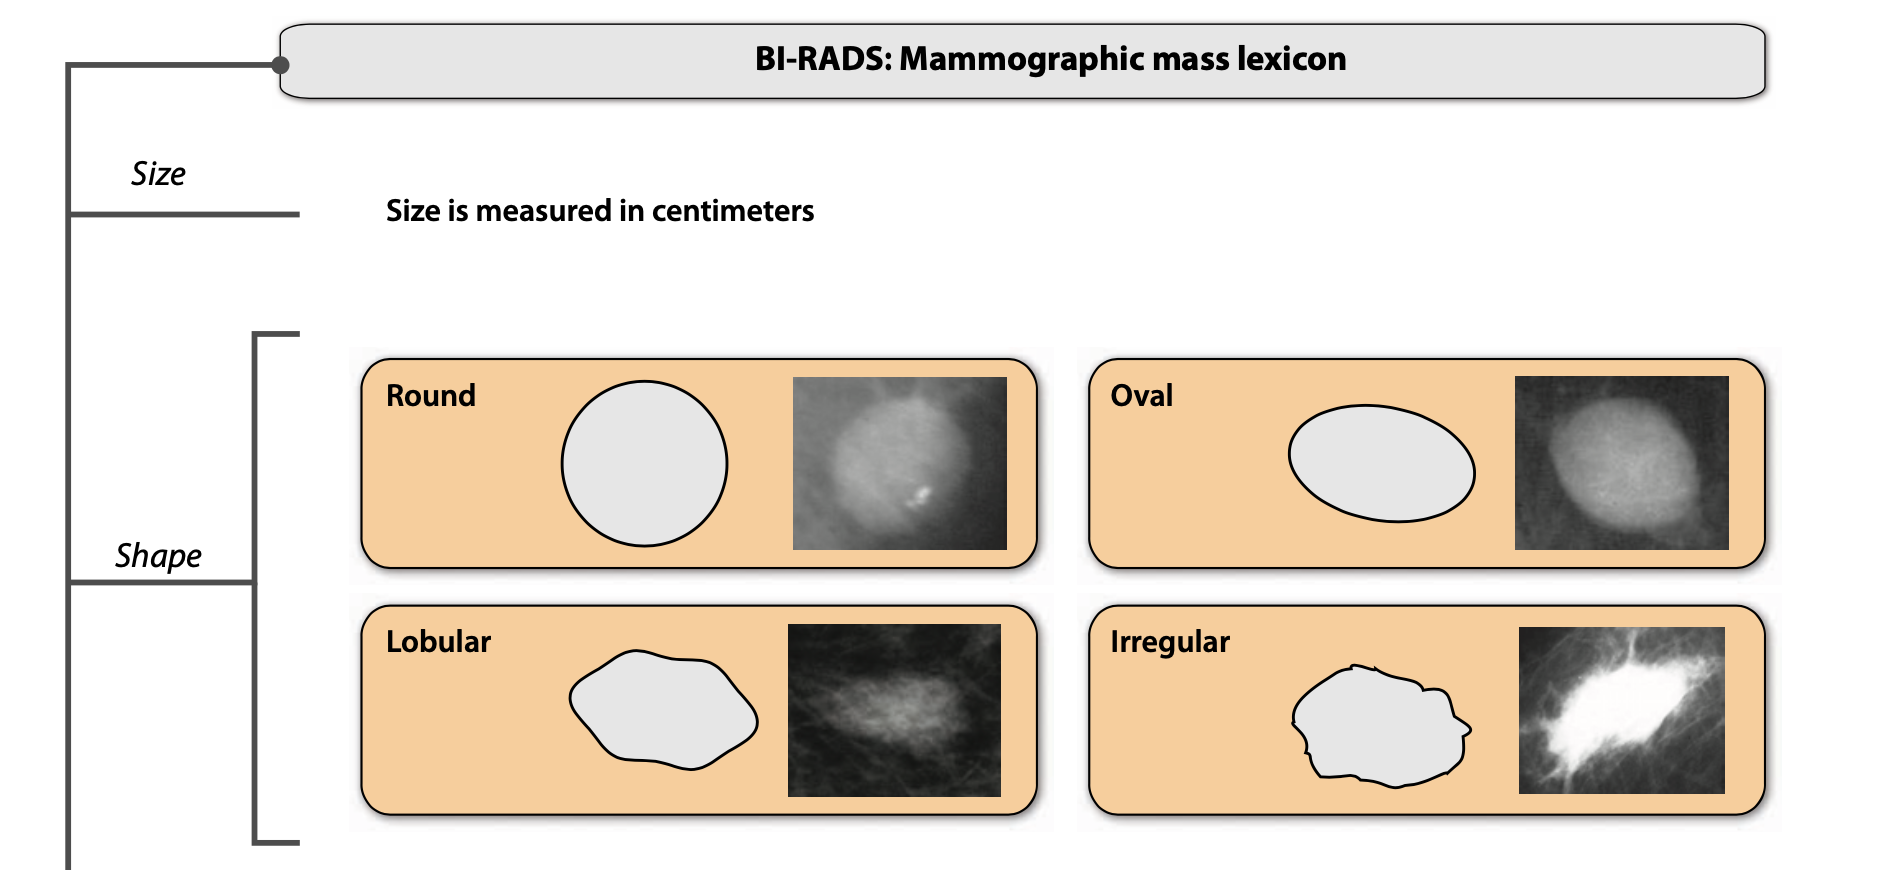 BI-RADS: Mammographic mass lexicon
Size
Size is measured in centimeters
Shape
Round
Oval
Lobular
Irregular